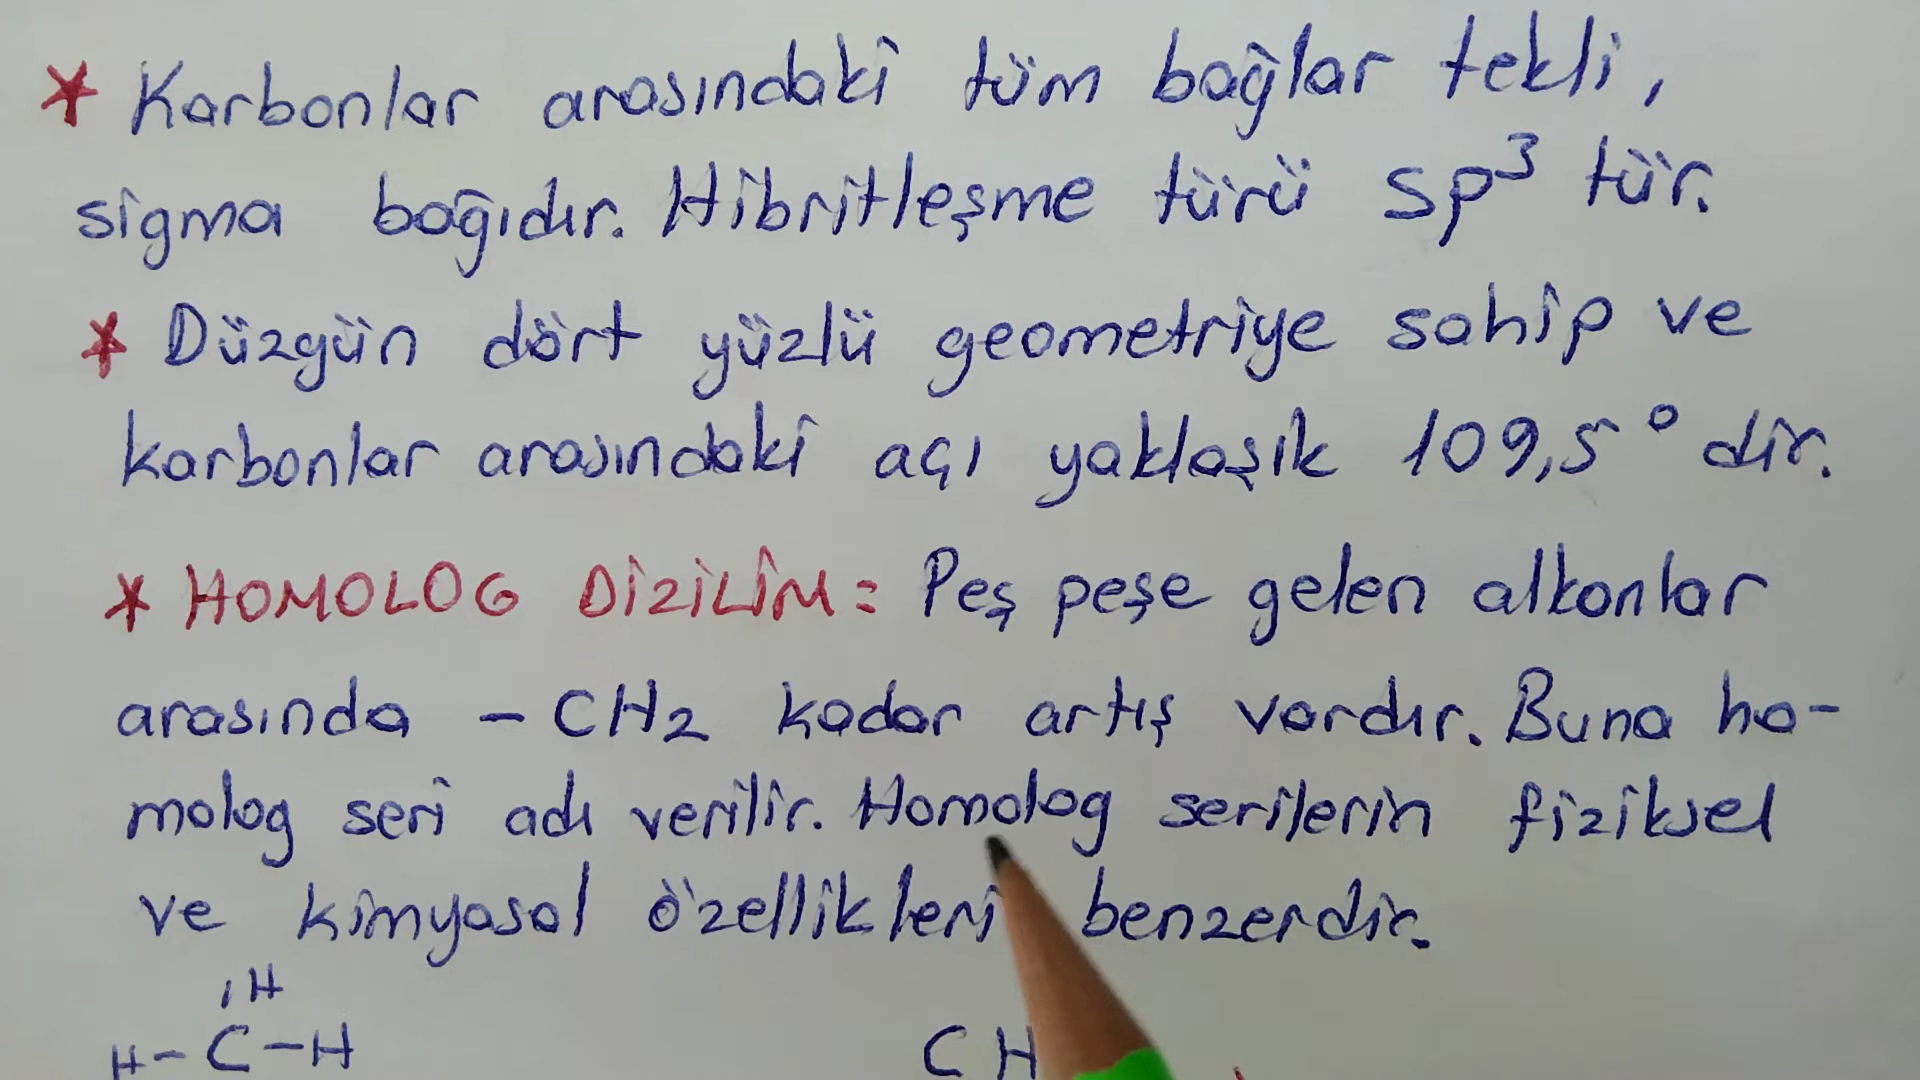 * Karbonlar arasındaki tüm bağlar tekli,
sigma bağıdır. Hibritleşme türü sp³ tür.
* Düzgün dört yüzlü geometriye sahip ve
karbonlar arasındaki açı yaklaşık 109,5° dir.
* HOMOLOG DİZİLİM = Peş peşe gelen alkanlar
arasında – CH₂ kadar artış vardır. Buna ho-
molog seri adı verilir. Homolog serilerin fiziksel
ve kimyasal özellikleri benzerdir.
H
H – C – H CH